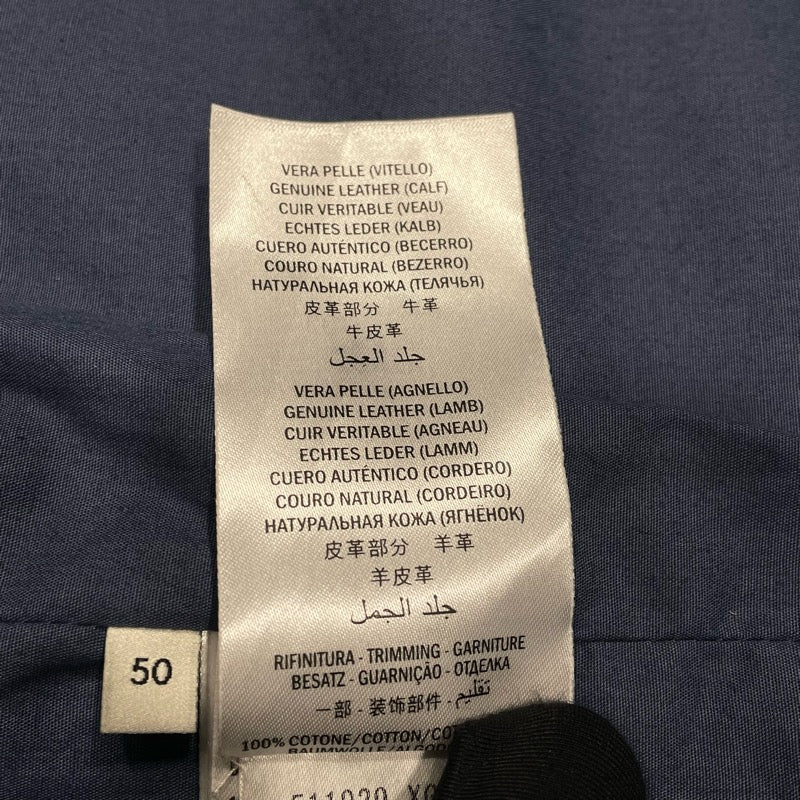 VERA PELLE (VITELLO)
GENUINE LEATHER (CALF)
CUIR VERITABLE (VEAU)
ECHTES LEDER (KALB)
CUERO AUTÉNTICO (BECERRO)
COURO NATURAL (BEZERRO)
НАТУРАЛЬНАЯ КОЖА (ТЕЛЯЧЬЯ)
皮革部分 牛革
牛皮革
جلد العجل
VERA PELLE (AGNELLO)
GENUINE LEATHER (LAMB)
CUIR VERITABLE (AGNEAU)
ECHTES LEDER (LAMM)
CUERO AUTÉNTICO (CORDERO)
COURO NATURAL (CORDEIRO)
НАТУРАЛЬНАЯ КОЖА (ЯГНЁНОК)
皮革部分 羊革
羊皮革
جلد الجمل
RIFINITURA - TRIMMING - GARNITURE
BESATZ - GUARNIÇÃO - ОТДЕЛКА
一部 - 装饰部件 - تقليم
50
100% COTONE/COTTON/
BAUMWOLLE/